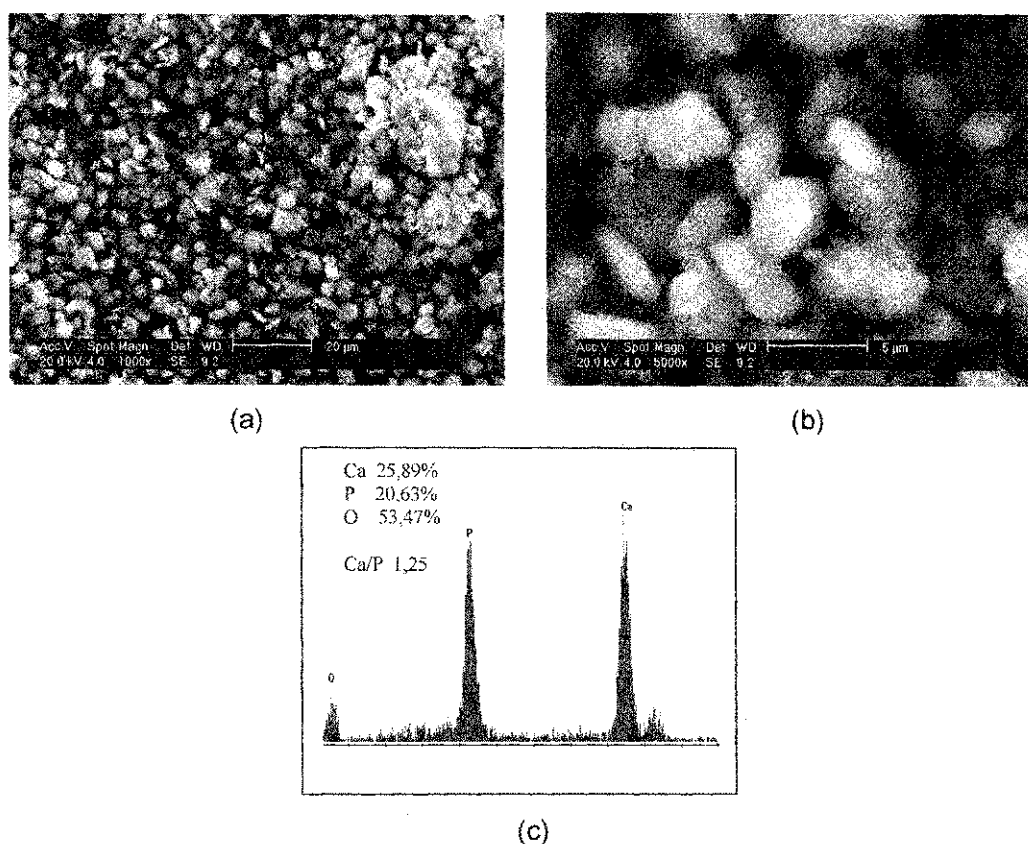 Acc.V Spot Magn Det WD 20 µm
20.0 kV 4.0 1000x SE 9.2
Acc.V Spot Magn Det WD 5 µm
20.0 kV 4.0 5000x SE 9.2
(a)
(b)
Ca 25,89%
P 20,63%
O 53,47%
Ca/P 1,25
O
P
Ca
(c)